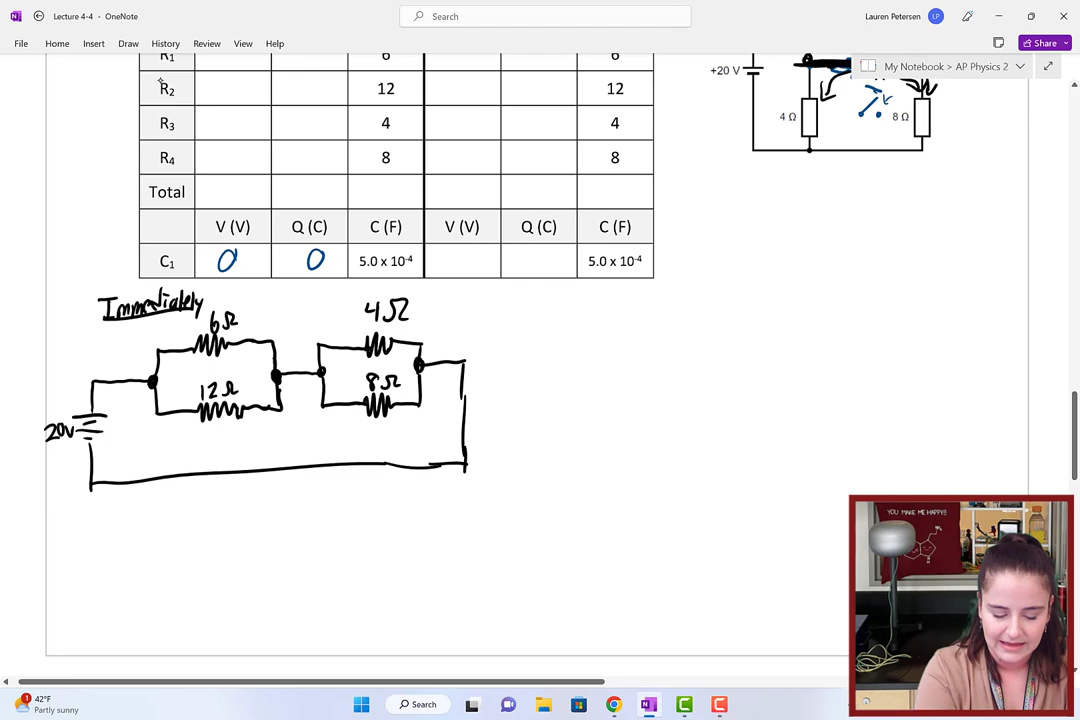 Lecture 4-4 - OneNote
Search
Lauren Petersen
LP
File Home Insert Draw History Review View Help
Share
My Notebook > AP Physics 2
R1 6 6
R2 12 12
R3 4 4
R4 8 8
Total
V (V) Q (C) C (F) V (V) Q (C) C (F)
C1 0 0 5.0 x 10-4 5.0 x 10-4
+20 V
4 Ω
8 Ω
Immediately
6Ω
4Ω
12Ω
8Ω
20v
YOU MAKE ME HAPPY!!
1
42°F
Partly sunny
Search